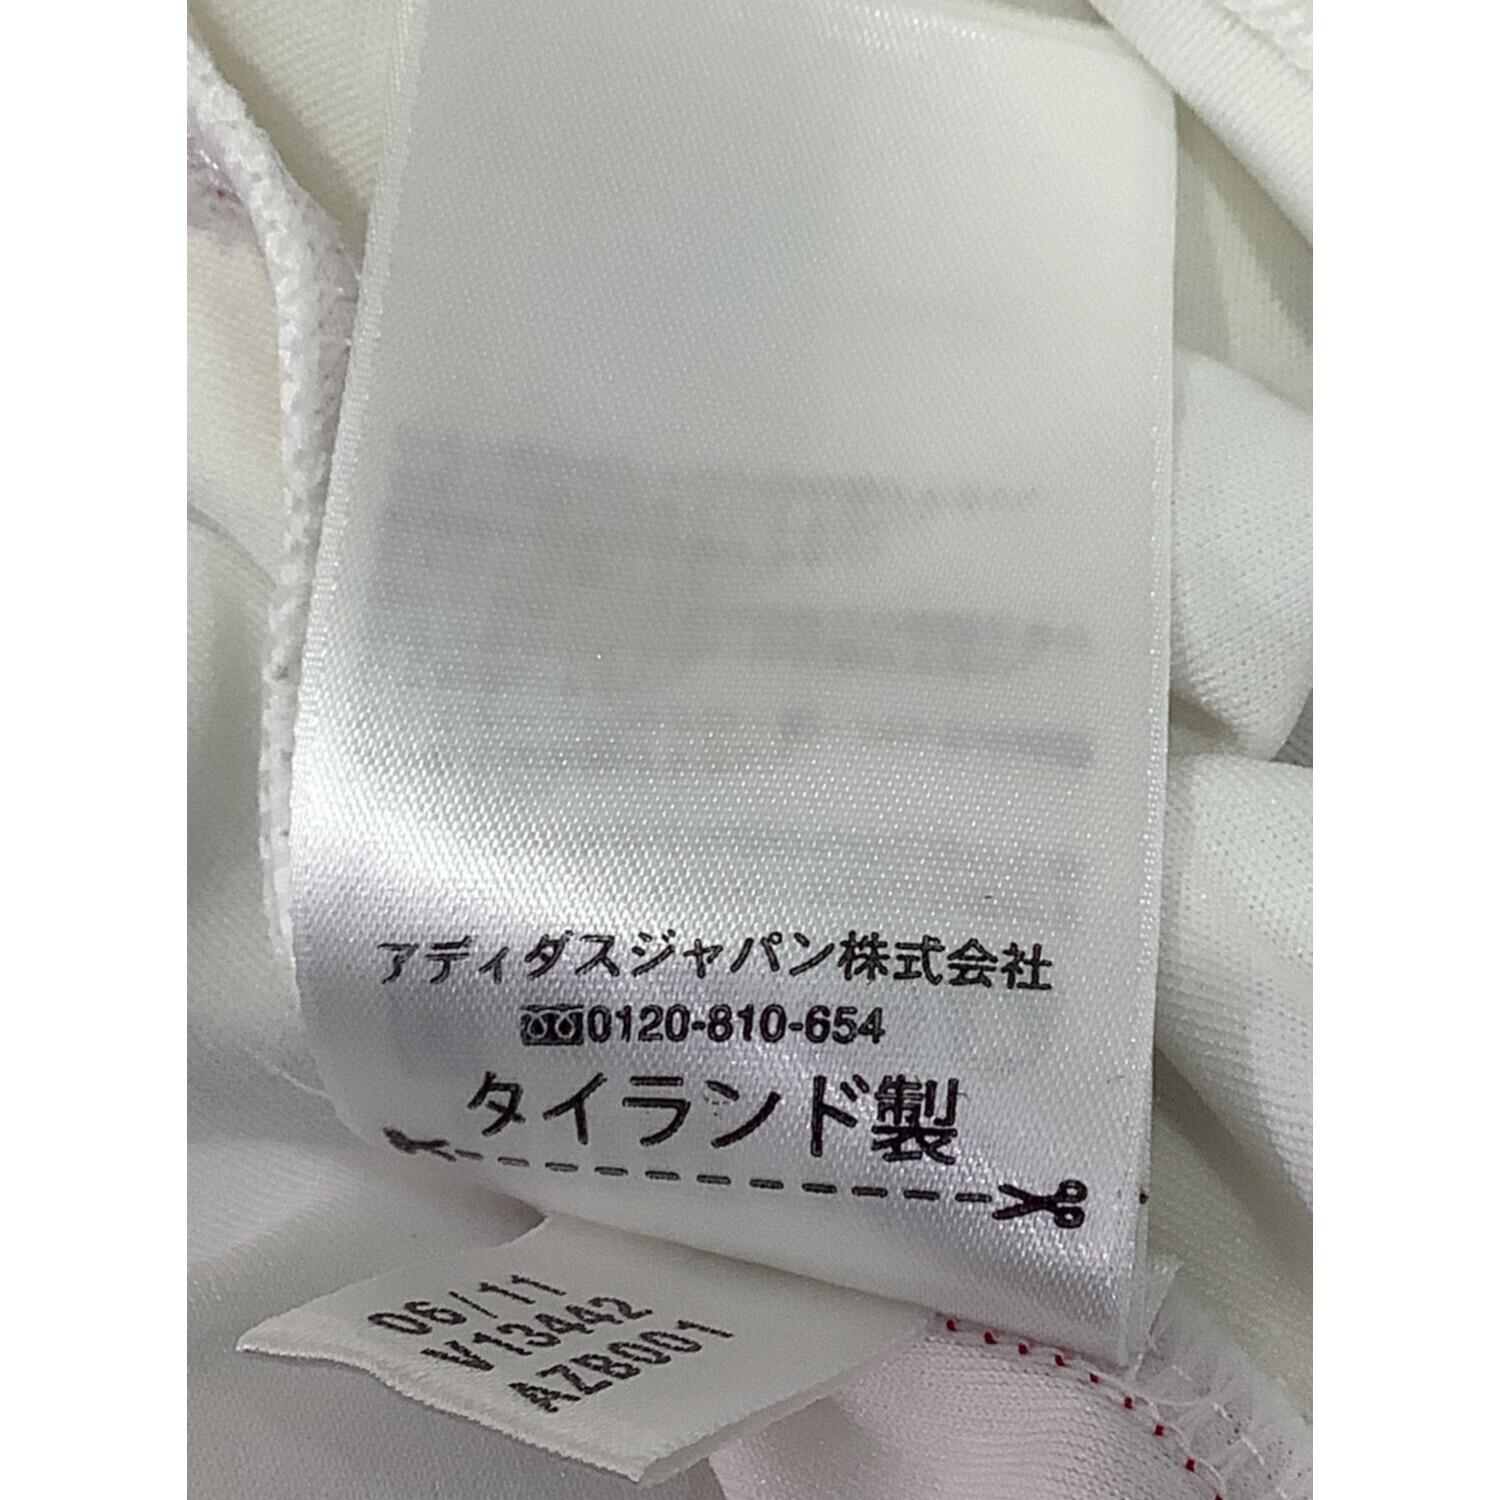 アディダスジャパン株式会社
0120-810-654
タイランド製
06/11
V13442
AZB001